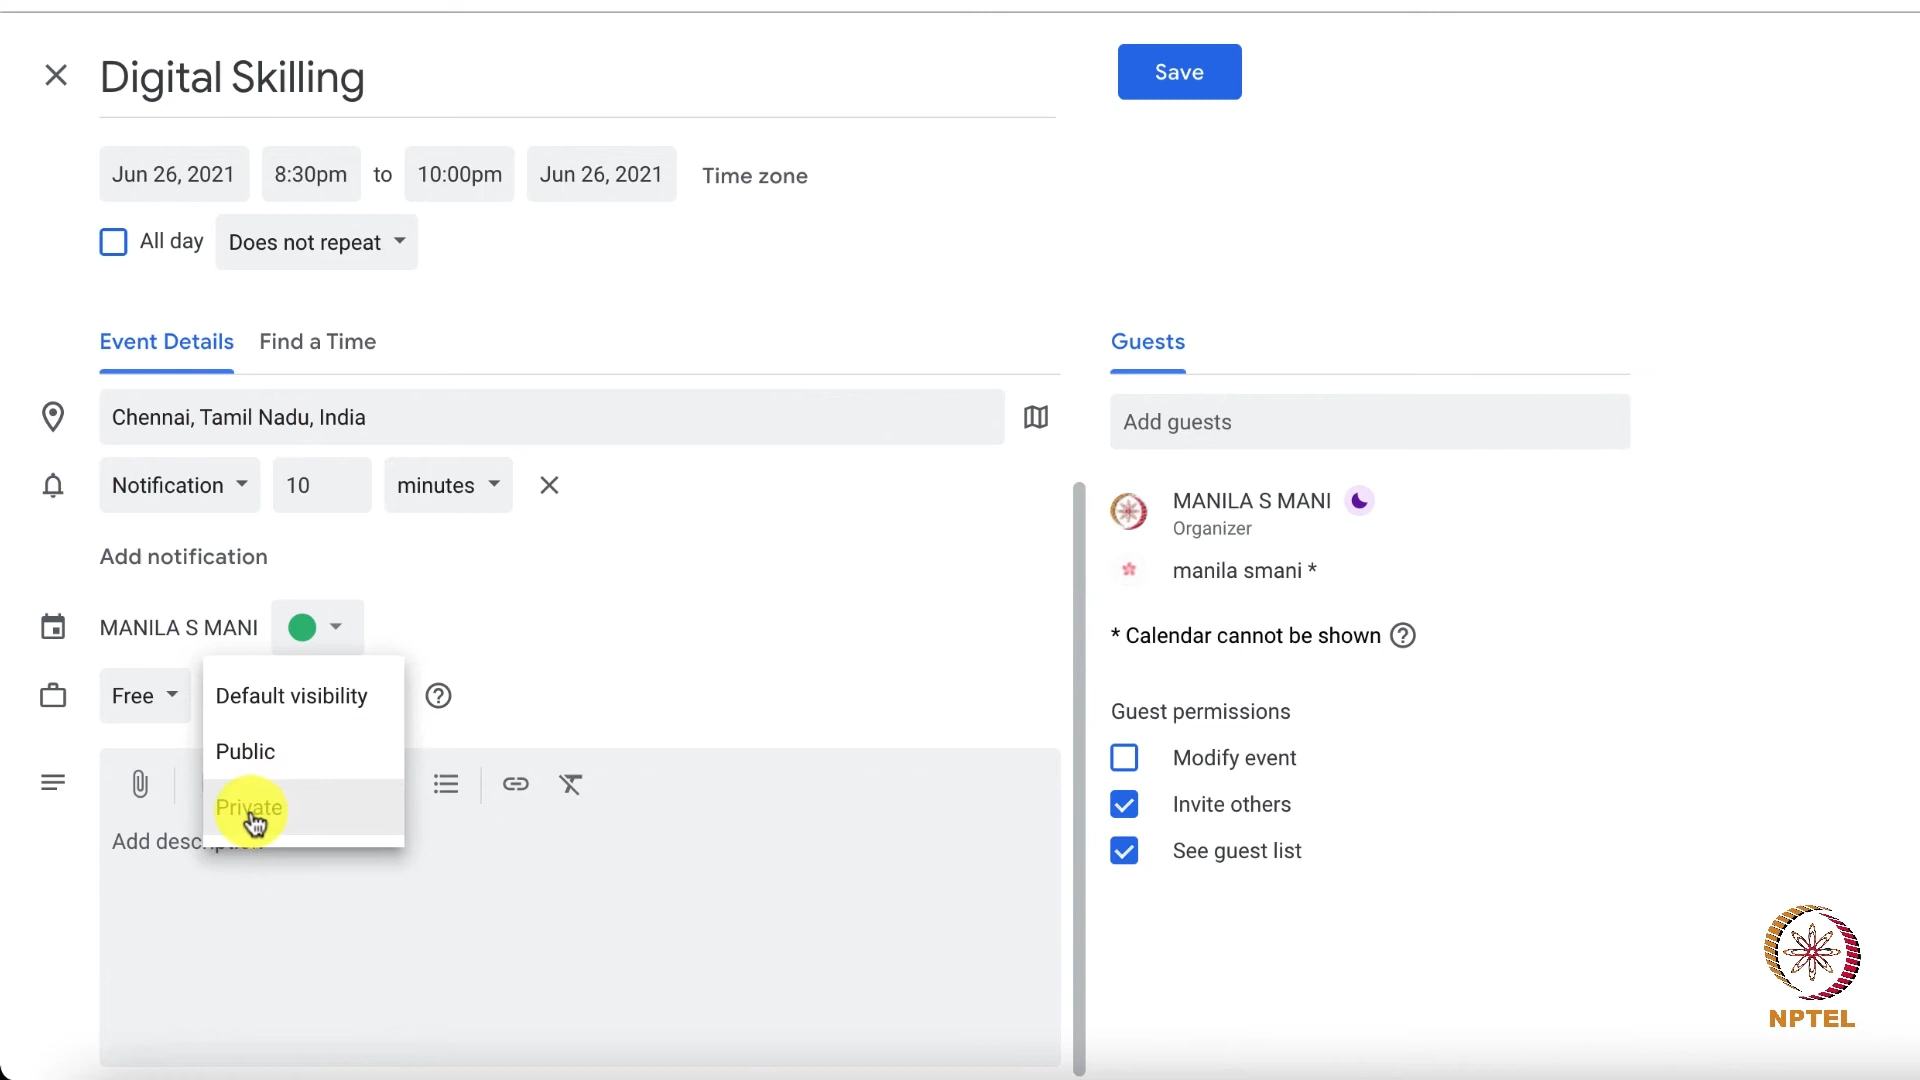 Digital Skilling
Save
Jun 26, 2021 8:30pm to 10:00pm Jun 26, 2021 Time zone
All day Does not repeat
Event Details Find a Time
Guests
Chennai, Tamil Nadu, India
Add guests
Notification 10 minutes
MANILA S MANI
Organizer
Add notification
manila smani *
MANILA S MANI
* Calendar cannot be shown
Free
Default visibility
Guest permissions
Public
Modify event
Private
Invite others
Add
See guest list
NPTEL